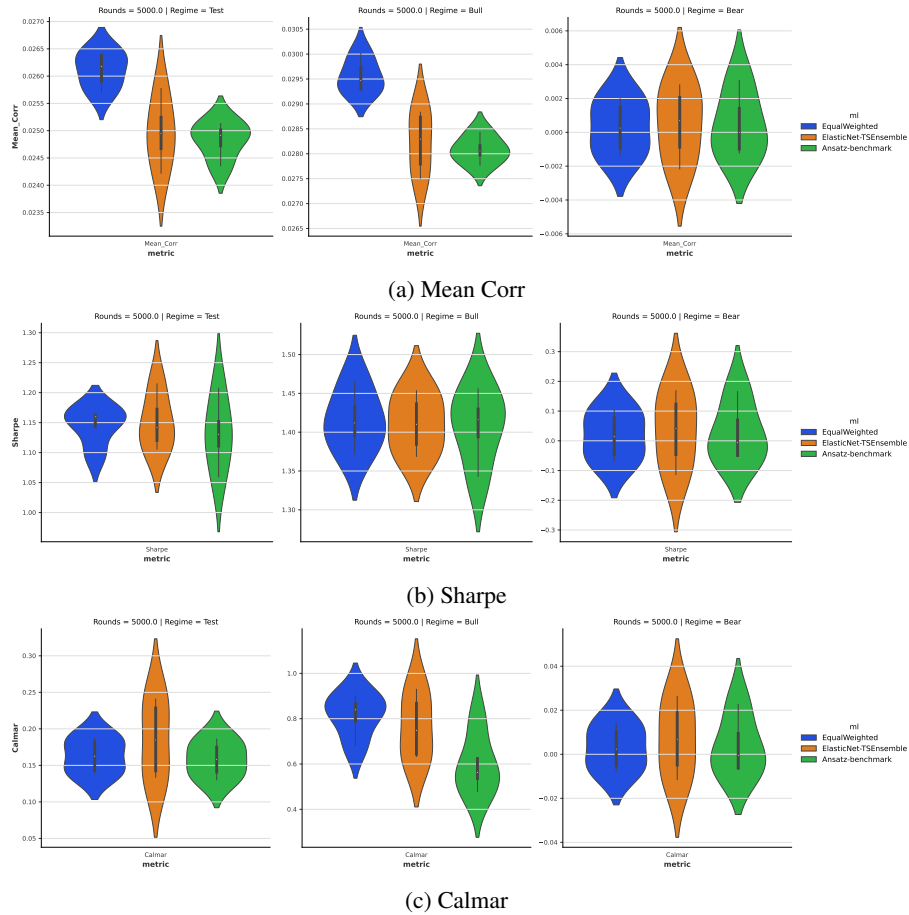 Rounds = 5000.0 | Regime = Test
Rounds = 5000.0 | Regime = Bull
Rounds = 5000.0 | Regime = Bear
0.0270
0.0265
0.0260
0.0255
0.0250
0.0245
0.0240
0.0235
Mean_Corr
Mean_Corr
metric
0.0305
0.0300
0.0295
0.0290
0.0285
0.0280
0.0275
0.0270
0.0265
Mean_Corr
metric
0.006
0.004
0.002
0.000
−0.002
−0.004
−0.006
Mean_Corr
metric
ml
EqualWeighted
ElasticNet-TSEnsemble
Ansatz-benchmark
(a) Mean Corr
Rounds = 5000.0 | Regime = Test
Rounds = 5000.0 | Regime = Bull
Rounds = 5000.0 | Regime = Bear
1.30
1.25
1.20
1.15
1.10
1.05
1.00
Sharpe
Sharpe
metric
1.50
1.45
1.40
1.35
1.30
Sharpe
metric
0.3
0.2
0.1
0.0
−0.1
−0.2
−0.3
Sharpe
metric
ml
EqualWeighted
ElasticNet-TSEnsemble
Ansatz-benchmark
(b) Sharpe
Rounds = 5000.0 | Regime = Test
Rounds = 5000.0 | Regime = Bull
Rounds = 5000.0 | Regime = Bear
0.30
0.25
0.20
0.15
0.10
0.05
Calmar
Calmar
metric
1.0
0.8
0.6
0.4
Calmar
metric
0.04
0.02
0.00
−0.02
−0.04
Calmar
metric
ml
EqualWeighted
ElasticNet-TSEnsemble
Ansatz-benchmark
(c) Calmar